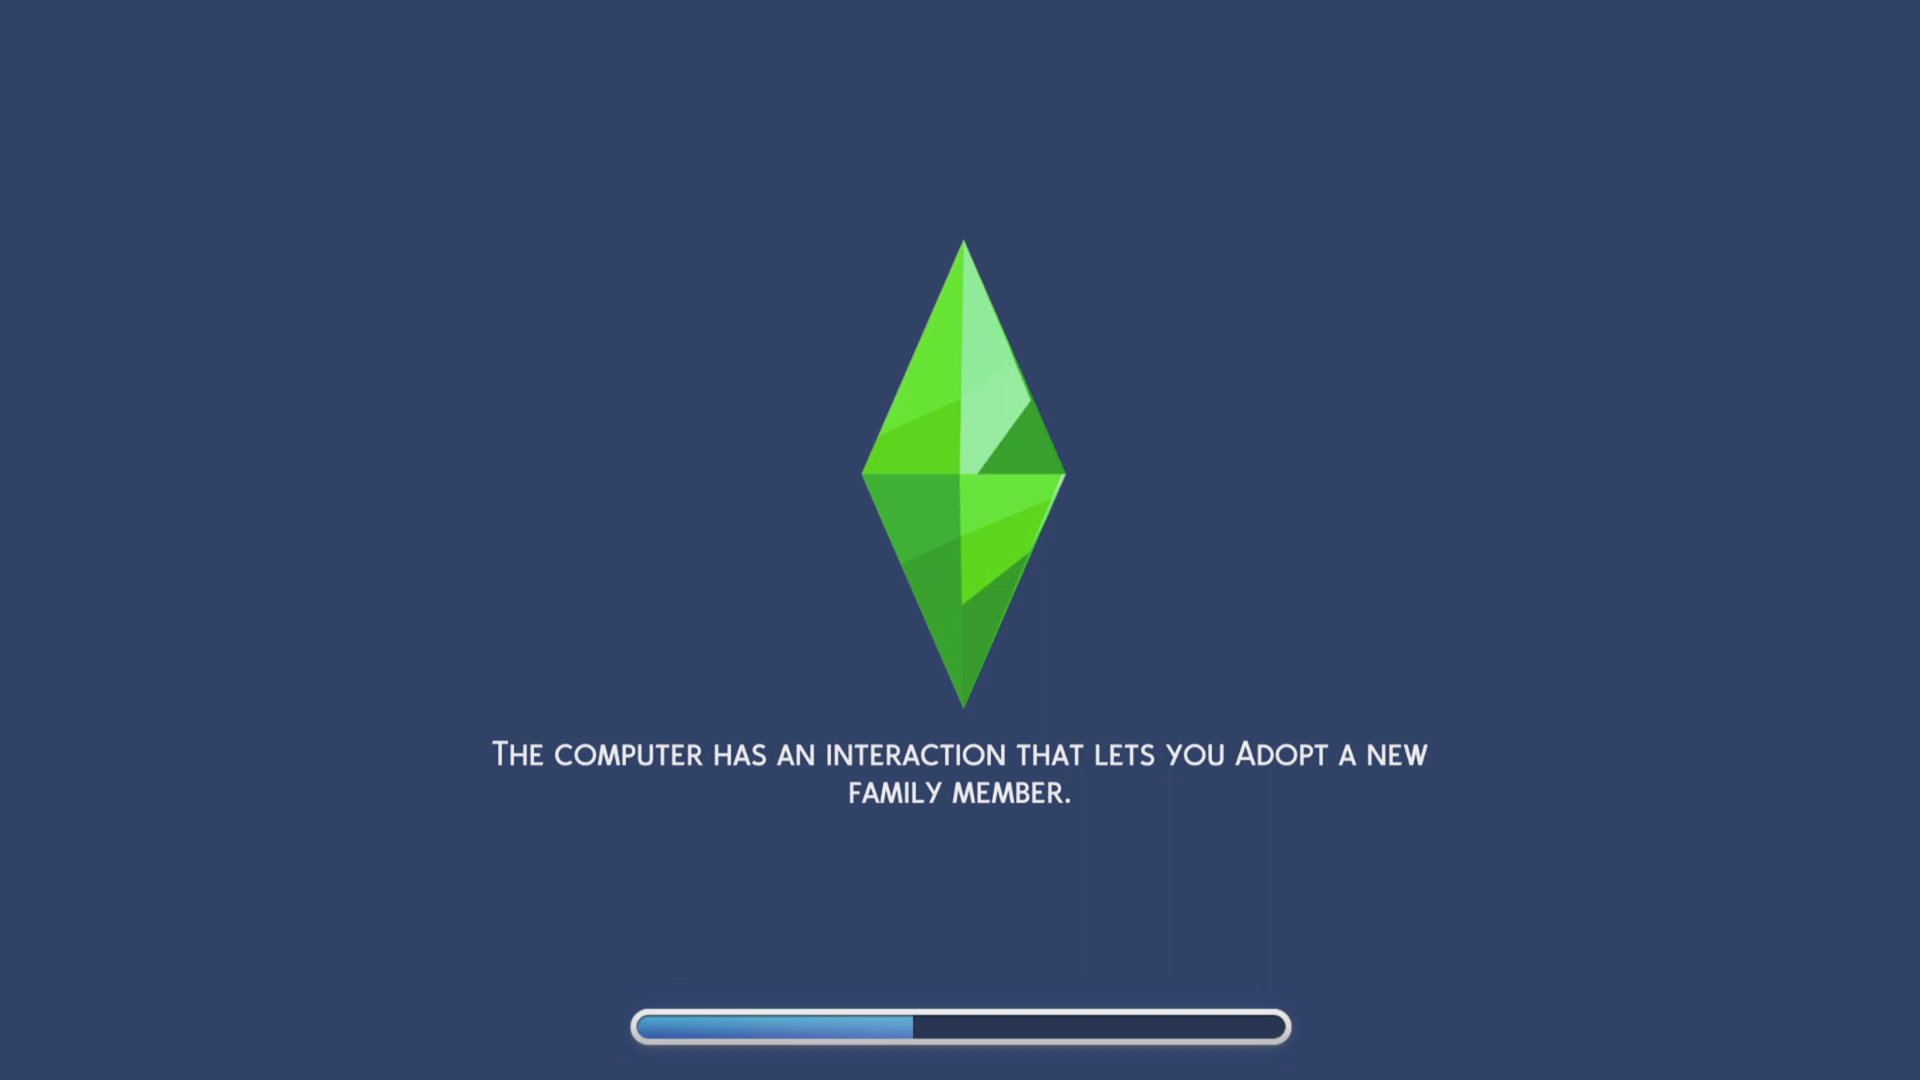 The computer has an interaction that lets you Adopt a new
family member.